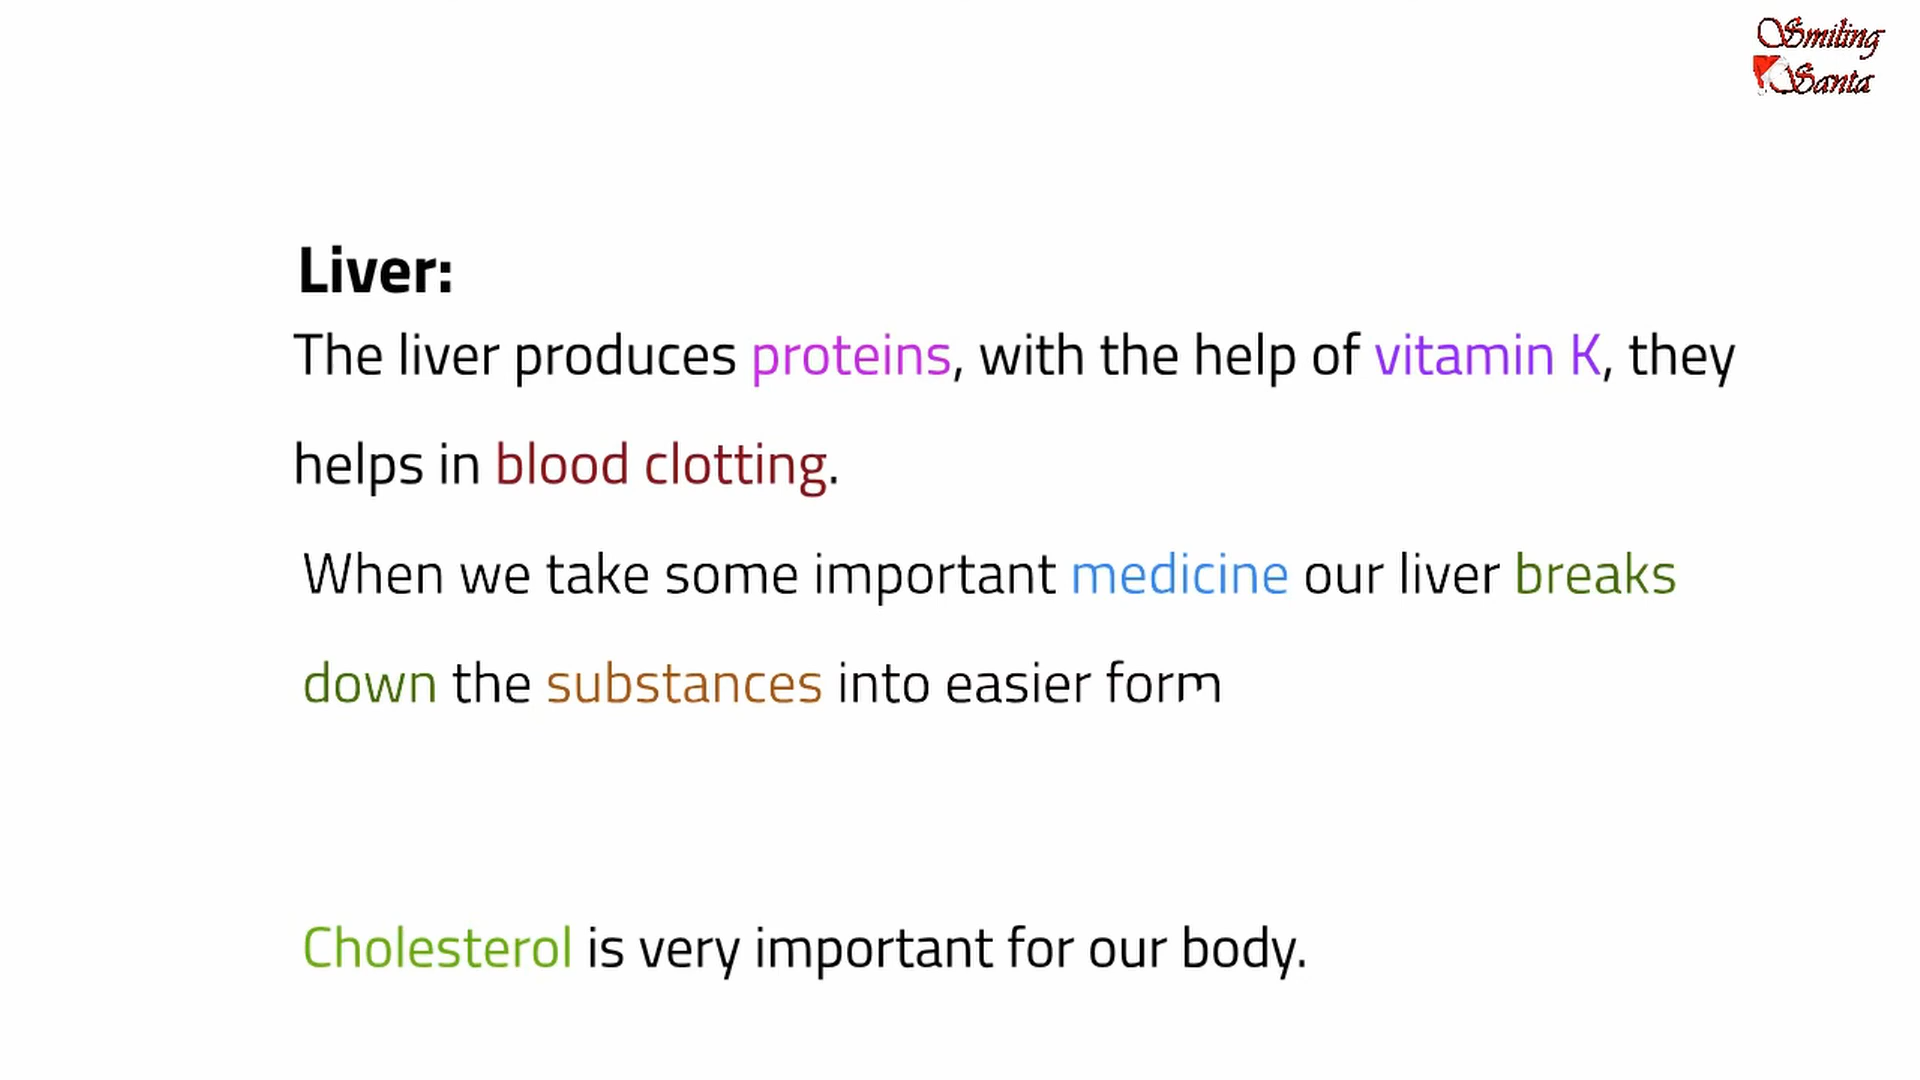 Smiling
Santa
Liver:
The liver produces proteins, with the help of vitamin K, they
helps in blood clotting.
When we take some important medicine our liver breaks
down the substances into easier form
Cholesterol is very important for our body.